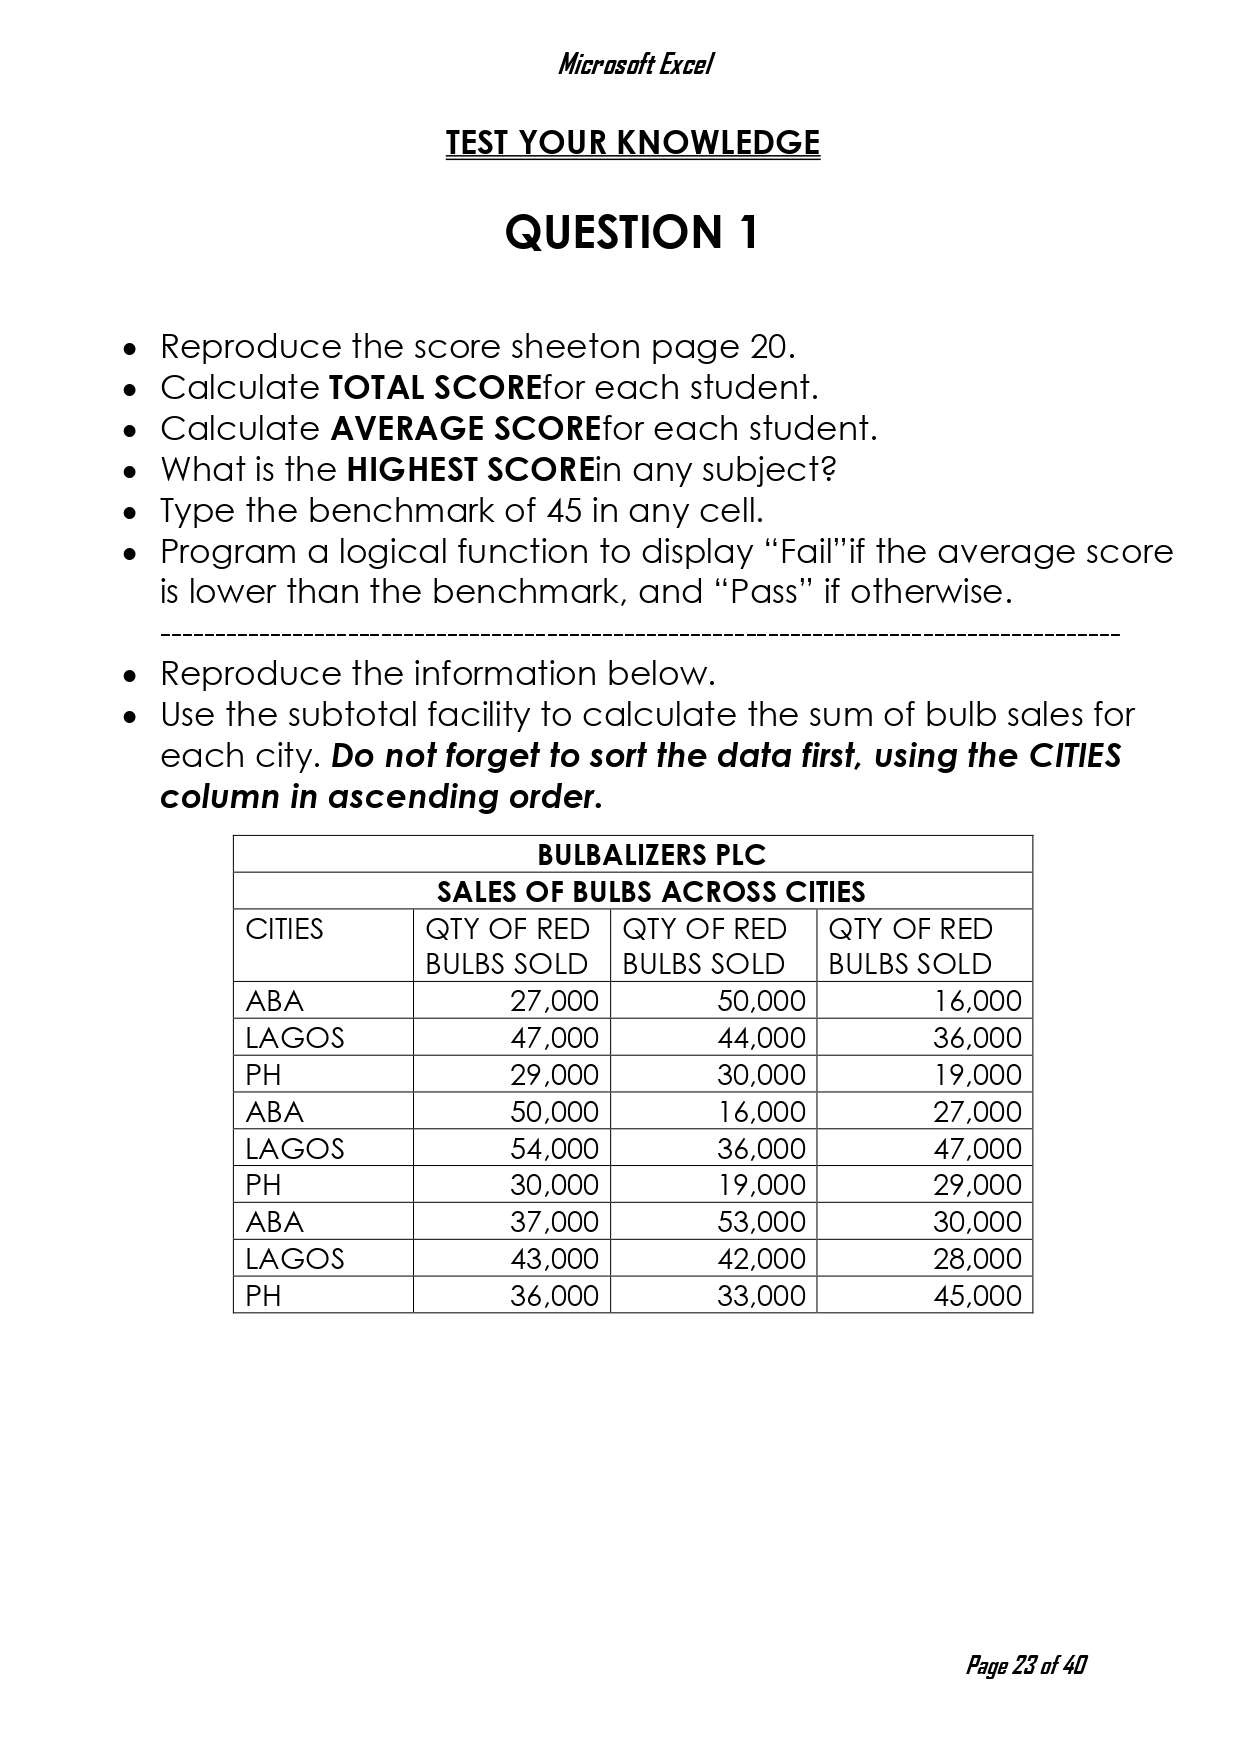 Microsoft Excel
TEST YOUR KNOWLEDGE
QUESTION 1
• Reproduce the score sheeton page 20.
• Calculate TOTAL SCOREfor each student.
• Calculate AVERAGE SCOREfor each student.
• What is the HIGHEST SCOREin any subject?
• Type the benchmark of 45 in any cell.
• Program a logical function to display “Fail”if the average score
is lower than the benchmark, and “Pass” if otherwise.
----------------------------------------------------------------------------------------
• Reproduce the information below.
• Use the subtotal facility to calculate the sum of bulb sales for
each city. Do not forget to sort the data first, using the CITIES
column in ascending order.
BULBALIZERS PLC
SALES OF BULBS ACROSS CITIES
CITIES QTY OF RED QTY OF RED QTY OF RED
BULBS SOLD BULBS SOLD BULBS SOLD
ABA 27,000 50,000 16,000
LAGOS 47,000 44,000 36,000
PH 29,000 30,000 19,000
ABA 50,000 16,000 27,000
LAGOS 54,000 36,000 47,000
PH 30,000 19,000 29,000
ABA 37,000 53,000 30,000
LAGOS 43,000 42,000 28,000
PH 36,000 33,000 45,000
Page 23 of 40